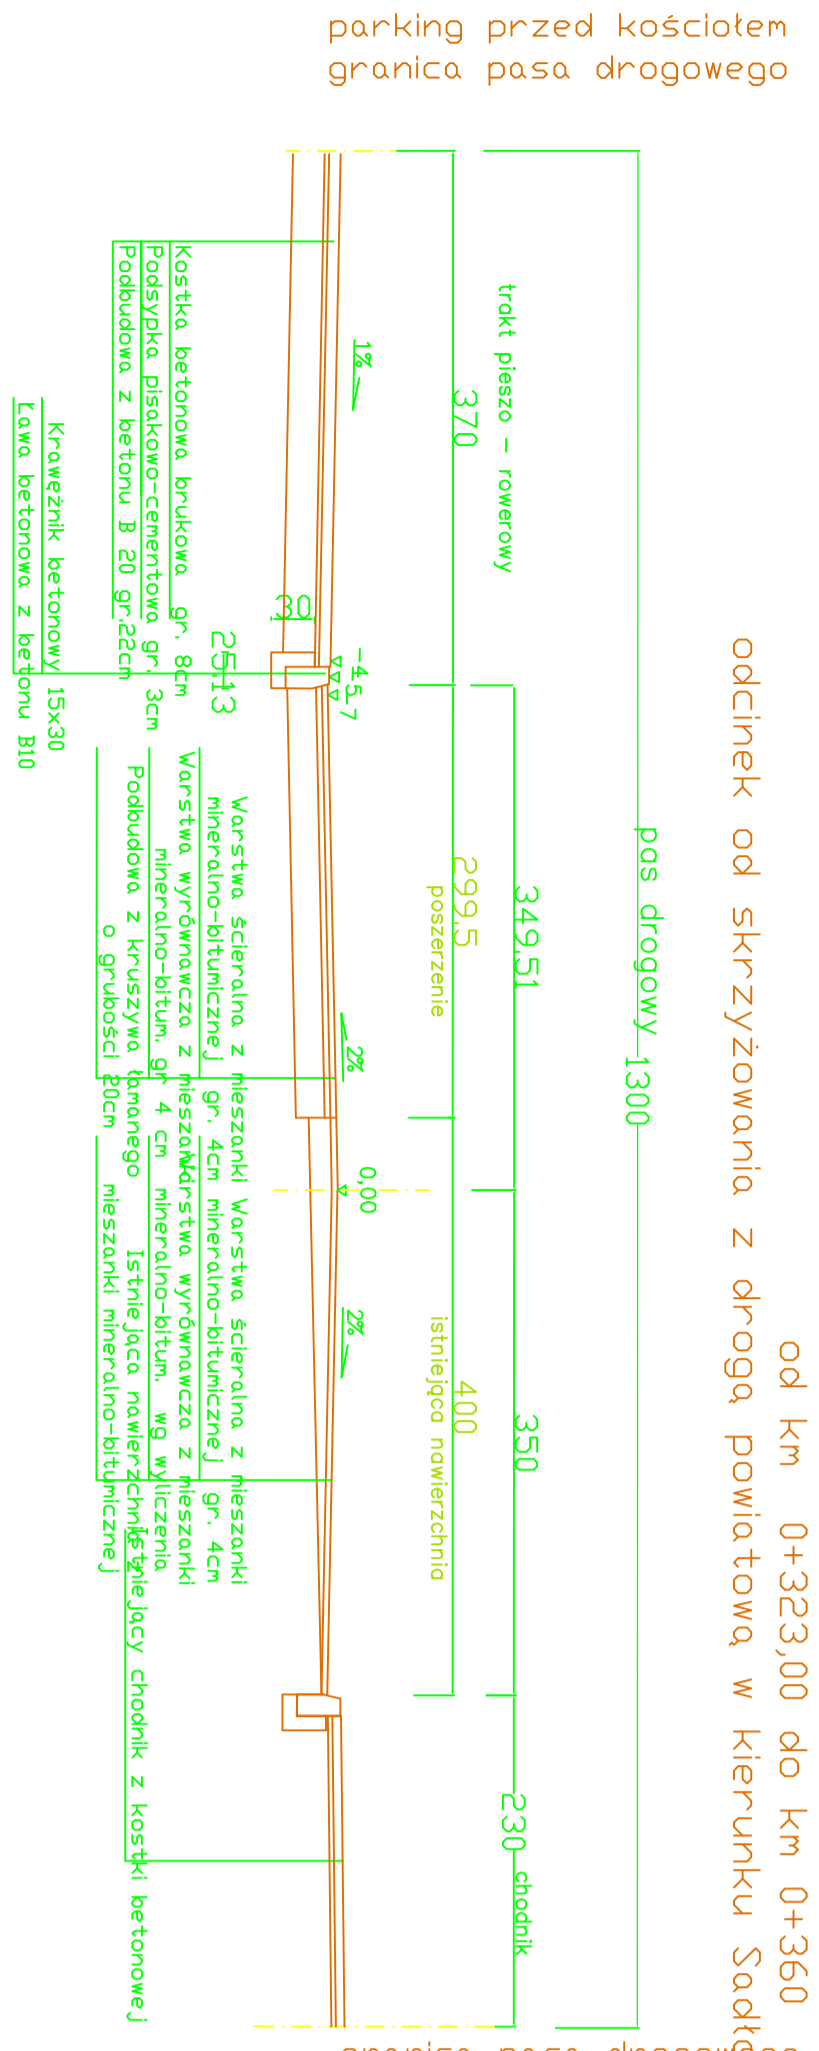 parking przed kościołem
granica pasa drogowego
od km 0+323,00 do km 0+360
odcinek od skrzyżowania z drogą powiatową w kierunku
pas drogowy 1300
trakt pieszo - rowerowy
349,51
350
230 chodnik
370
299,5
poszerzenie
400
istniejąca nawierzchnia
1%
2%
0,00
2%
-4,5
-7
30
25,13
Kostka betonowa brukowa gr. 8cm
Podsypka pisakowo-cementowa gr. 3cm
Podbudowa z betonu B 20 gr.22cm
Krawężnik betonowy 15x30
Ława betonowa z betonu B10
Warstwa ścieralna z mieszanki
mineralno-bitumicznej gr. 4cm
Warstwa wyrównawcza z mieszanki
mineralno-bitum. gr 4 cm
Podbudowa z kruszywa łamanego
o grubości 20cm
Warstwa ścieralna z mieszanki
mineralno-bitumicznej gr. 4cm
Warstwa wyrównawcza z mieszanki
mineralno-bitum. wg wyliczenia
Istniejąca nawierzchnia z
mieszanki mineralno-bitumicznej
Istniejący chodnik z kostki betonowej